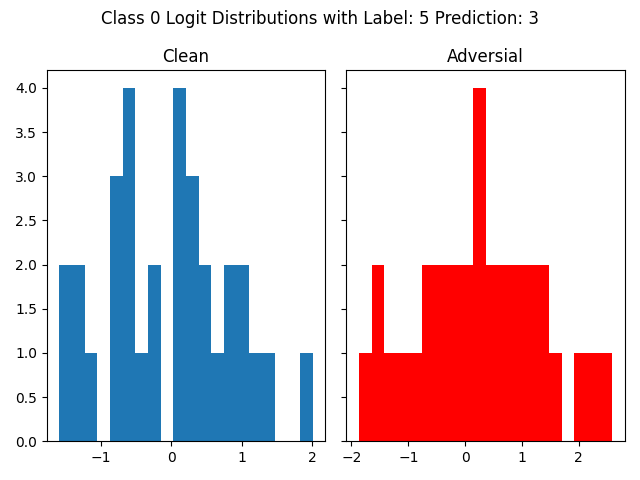 Class 0 Logit Distributions with Label: 5 Prediction: 3
Clean
Adversial
4.0
3.5
3.0
2.5
2.0
1.5
1.0
0.5
0.0
−1 0 1 2
−2 −1 0 1 2